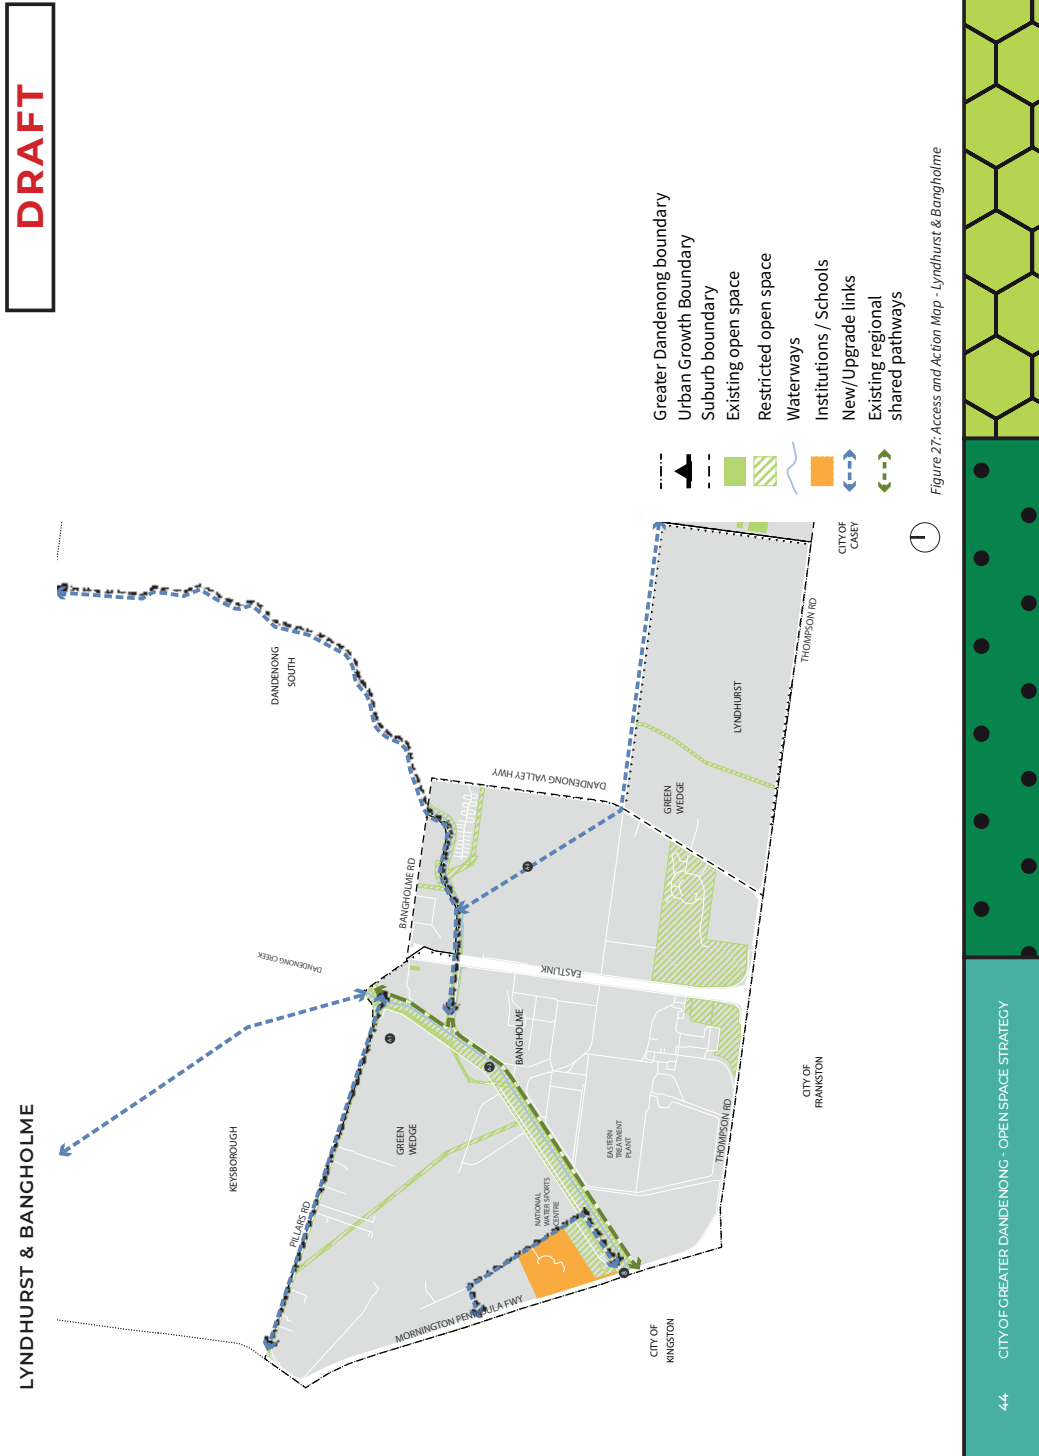 LYNDHURST & BANGHOLME
DRAFT
KEYSBOROUGH
DANDENONG
SOUTH
DANDENONG CREEK
PILLARS RD
GREEN
WEDGE
BANGHOLME RD
DANDENONG VALLEY HWY
MORNINGTON PENINSULA FWY
NATIONAL
WATER SPORTS
CENTRE
BANGHOLME
EASTLINK
EASTERN
TREATMENT
PLANT
GREEN
WEDGE
LYNDHURST
THOMPSON RD
THOMPSON RD
CITY OF
KINGSTON
CITY OF
FRANKSTON
CITY OF
CASEY
Greater Dandenong boundary
Urban Growth Boundary
Suburb boundary
Existing open space
Restricted open space
Waterways
Institutions / Schools
New/Upgrade links
Existing regional
shared pathways
Figure 27: Access and Action Map - Lyndhurst & Bangholme
44 CITY OF GREATER DANDENONG - OPEN SPACE STRATEGY